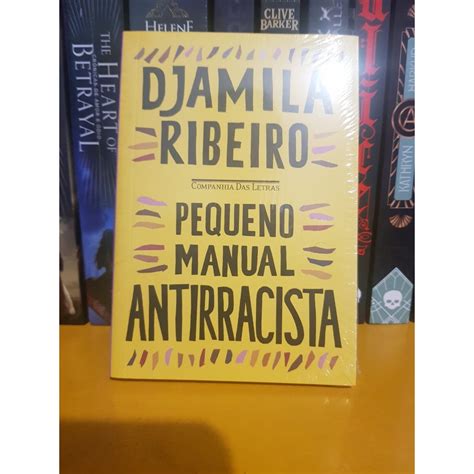 HELENE
CLIVE
BARKER
THE HEART OF
BETRAYAL
DJAMILA
RIBEIRO
COMPANHIA DAS LETRAS
PEQUENO
MANUAL
ANTIRRACISTA